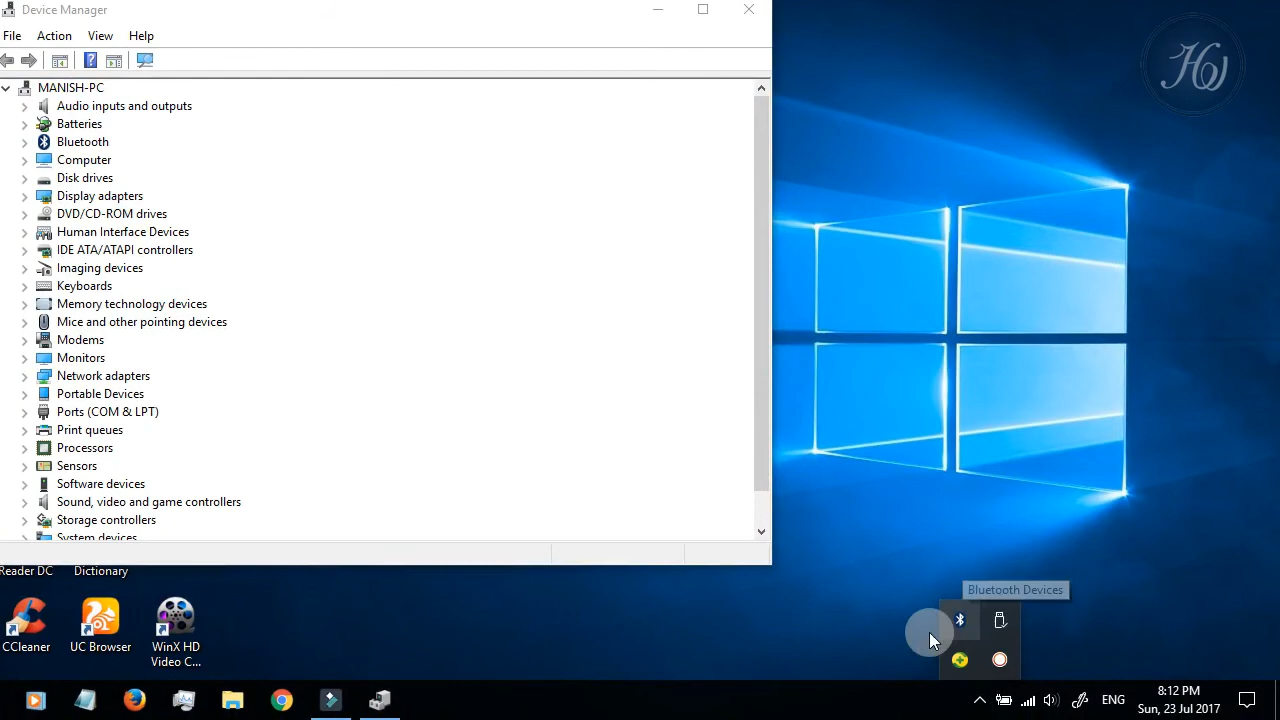 Device Manager
File Action View Help
MANISH-PC
Audio inputs and outputs
Batteries
Bluetooth
Computer
Disk drives
Display adapters
DVD/CD-ROM drives
Human Interface Devices
IDE ATA/ATAPI controllers
Imaging devices
Keyboards
Memory technology devices
Mice and other pointing devices
Modems
Monitors
Network adapters
Portable Devices
Ports (COM & LPT)
Print queues
Processors
Sensors
Software devices
Sound, video and game controllers
Storage controllers
System devices
Reader DC
Dictionary
CCleaner
UC Browser
WinX HD
Video C...
Bluetooth Devices
ENG
8:12 PM
Sun, 23 Jul 2017